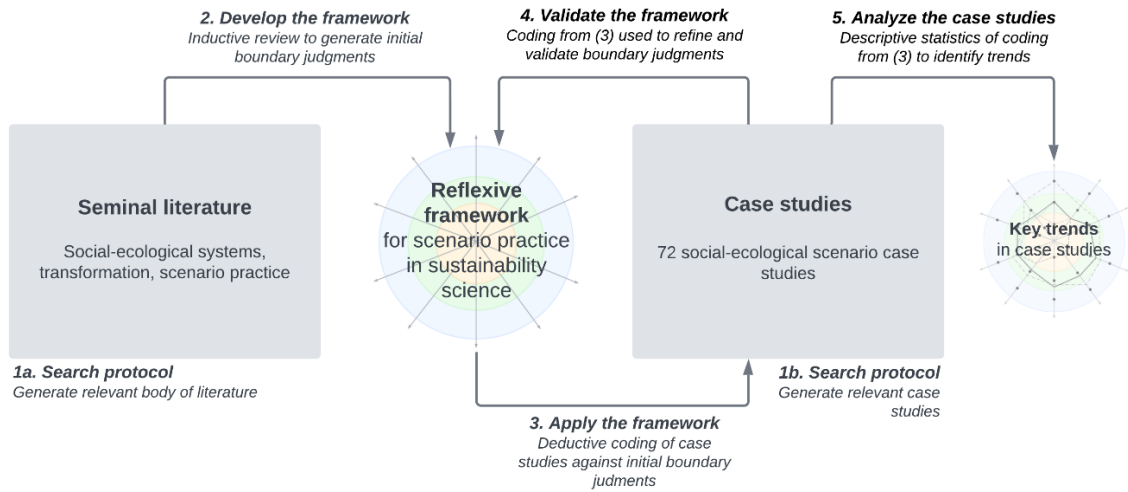 2. Develop the framework
Inductive review to generate initial
boundary judgments
4. Validate the framework
Coding from (3) used to refine and
validate boundary judgments
5. Analyze the case studies
Descriptive statistics of coding
from (3) to identify trends
Seminal literature
Social-ecological systems,
transformation, scenario practice
Reflexive
framework
for scenario practice
in sustainability
science
Case studies
72 social-ecological scenario case
studies
Key trends
in case studies
1a. Search protocol
Generate relevant body of literature
1b. Search protocol
Generate relevant case
studies
3. Apply the framework
Deductive coding of case
studies against initial boundary
judments